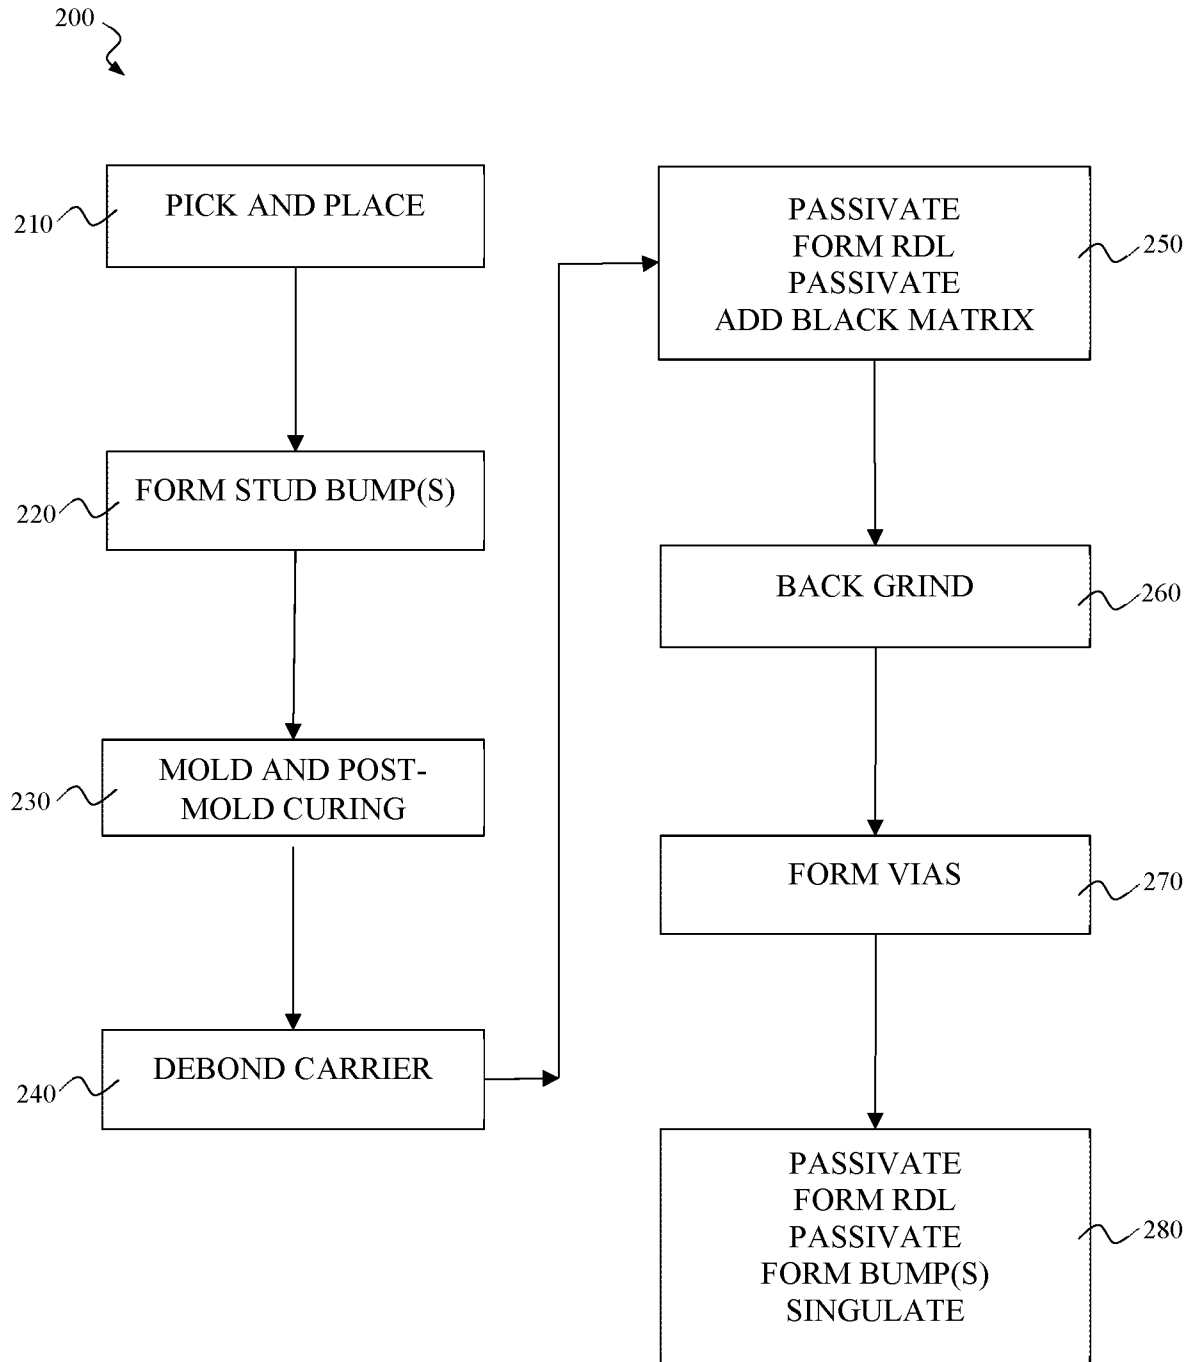 200
210
PICK AND PLACE
220
FORM STUD BUMP(S)
230
MOLD AND POST-
MOLD CURING
240
DEBOND CARRIER
PASSIVATE
FORM RDL
PASSIVATE
ADD BLACK MATRIX
250
BACK GRIND
260
FORM VIAS
270
PASSIVATE
FORM RDL
PASSIVATE
FORM BUMP(S)
SINGULATE
280